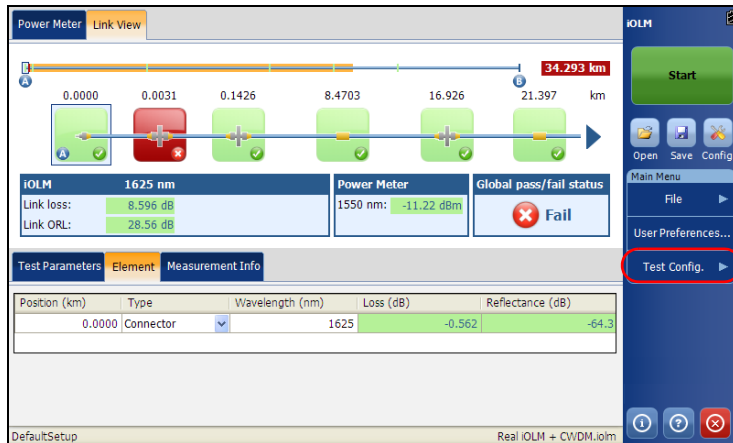 Power Meter Link View
iOLM
34.293 km
A B
0.0000 0.0031 0.1426 8.4703 16.926 21.397 km
A
Start
Open Save Config
Main Menu
File
User Preferences...
Test Config.
iOLM 1625 nm Power Meter Global pass/fail status
Link loss: 8.596 dB 1550 nm: -11.22 dBm Fail
Link ORL: 28.56 dB
Test Parameters Element Measurement Info
Position (km) Type Wavelength (nm) Loss (dB) Reflectance (dB)
0.0000 Connector 1625 -0.562 -64.3
DefaultSetup Real iOLM + CWDM.iolm